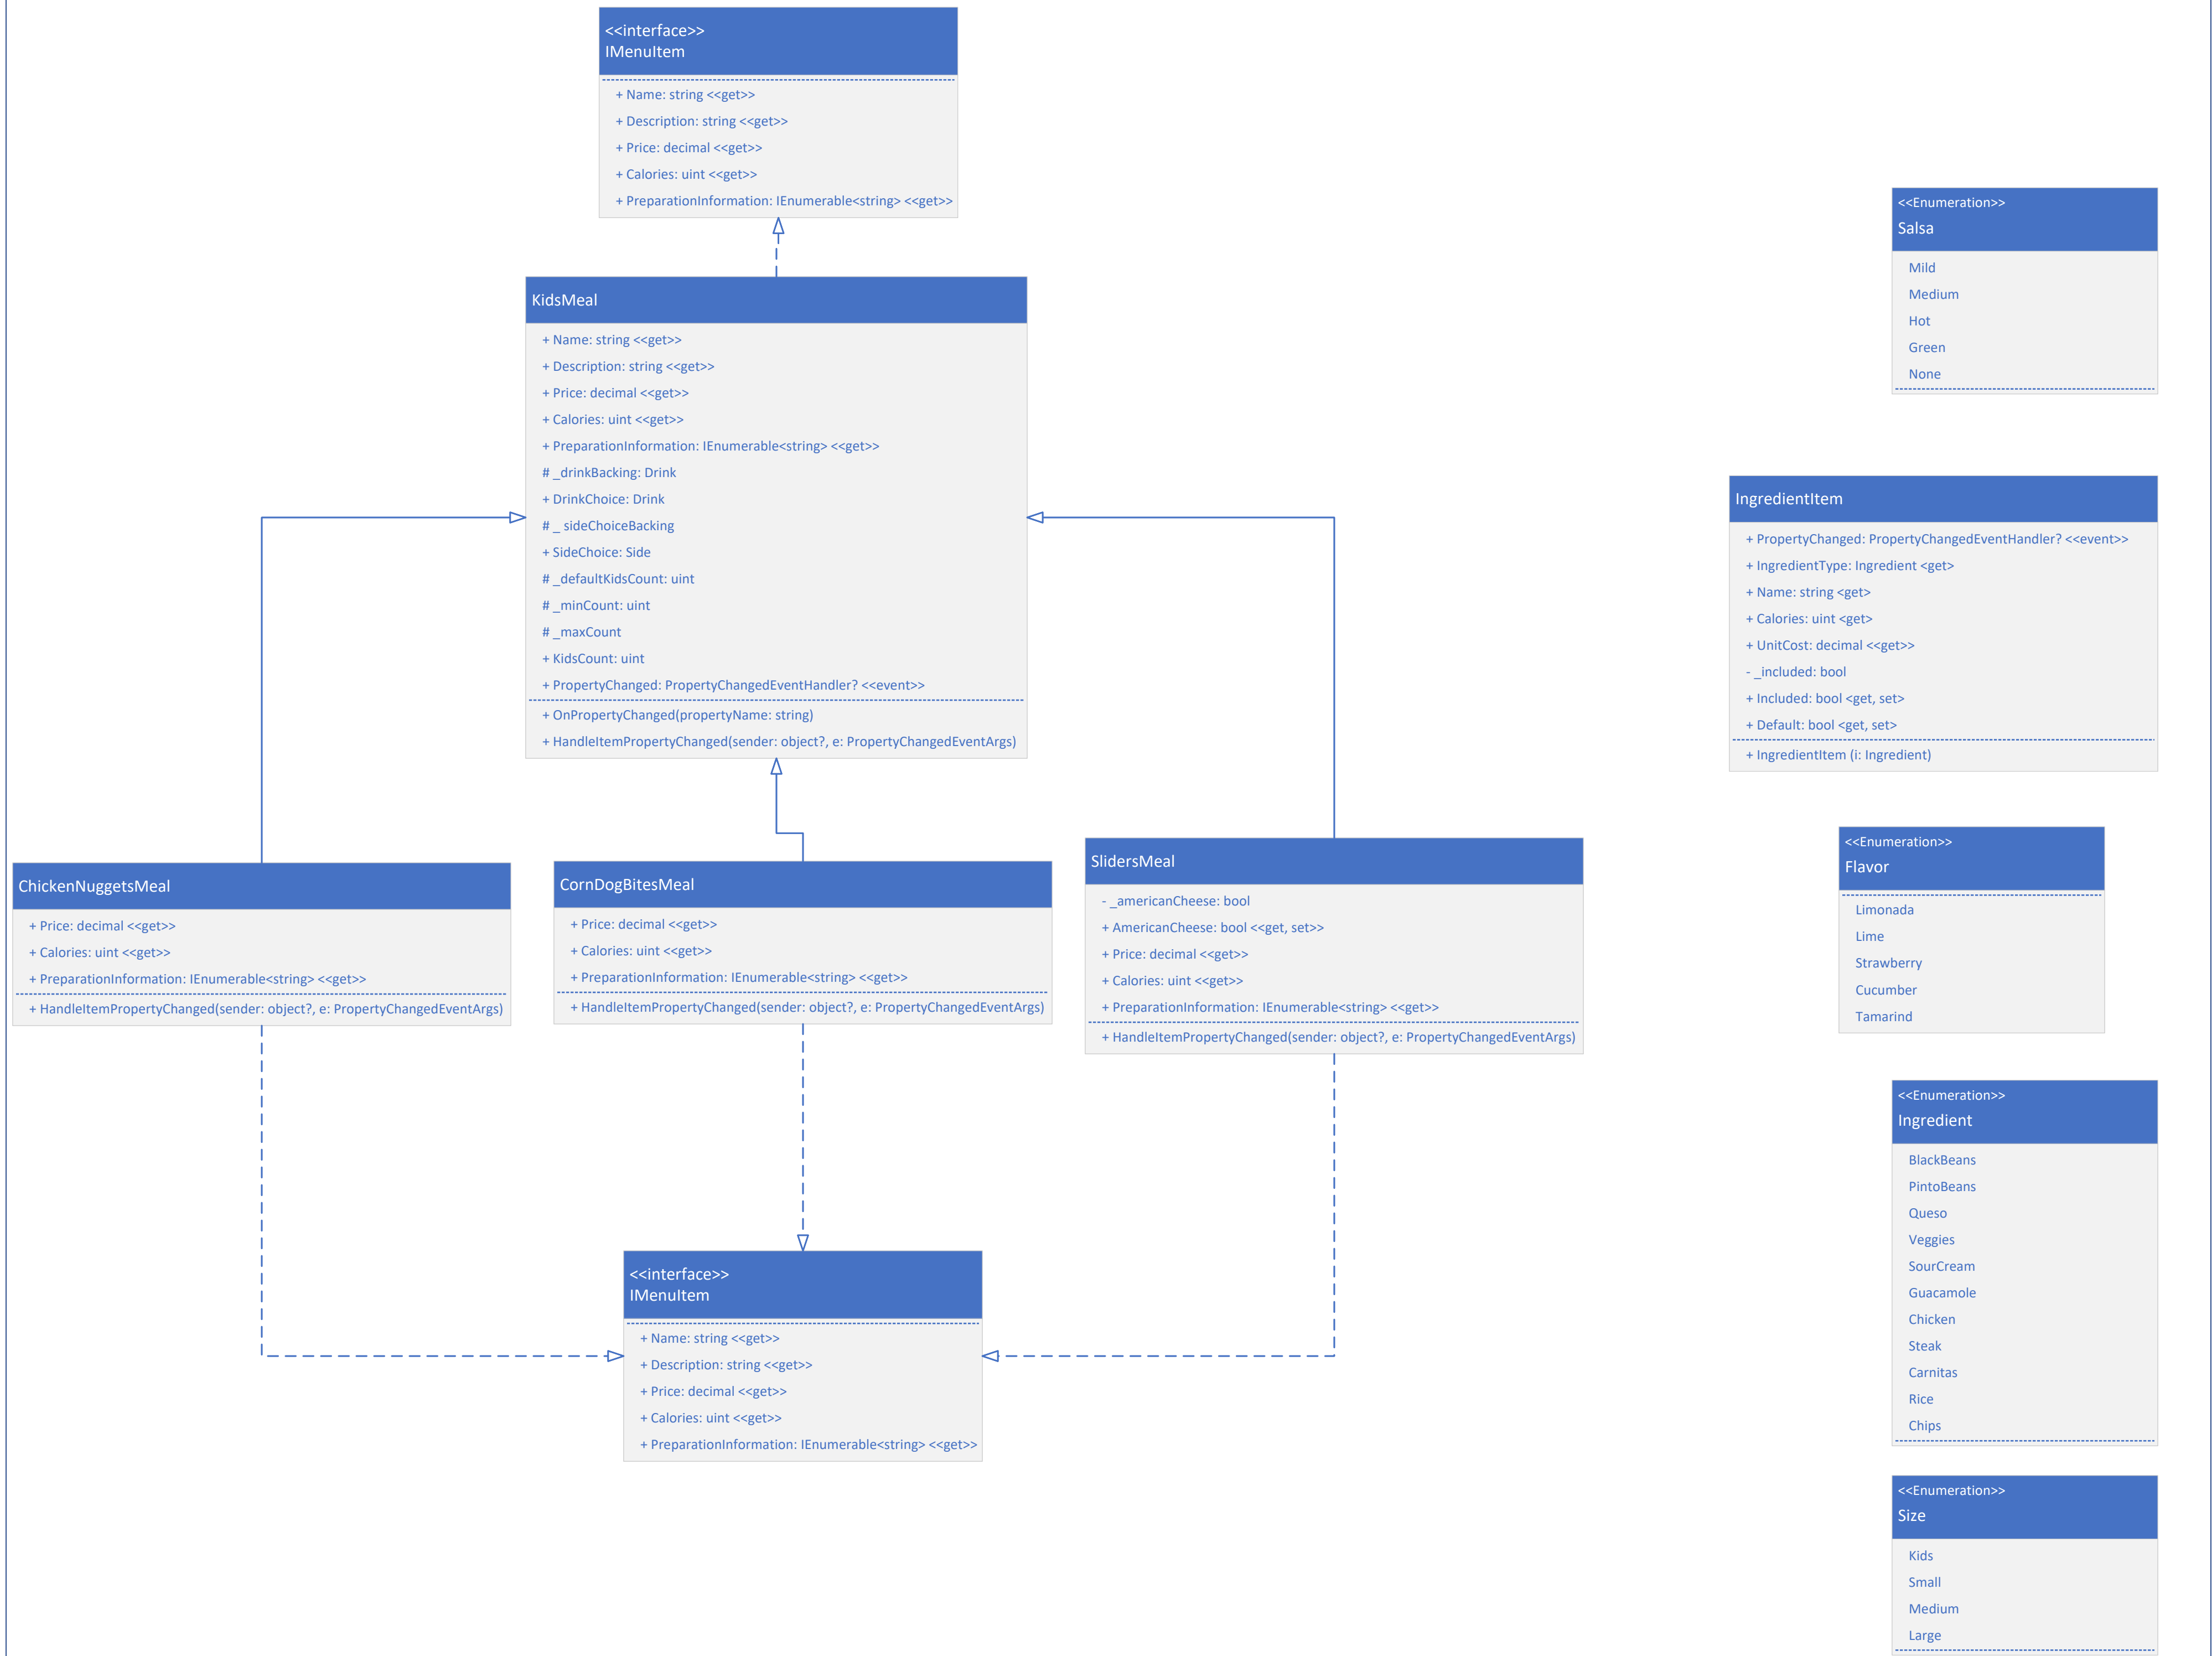 <<interface>>
IMenuItem
+ Name: string <<get>>
+ Description: string <<get>>
+ Price: decimal <<get>>
+ Calories: uint <<get>>
+ PreparationInformation: IEnumerable<string> <<get>>
KidsMeal
+ Name: string <<get>>
+ Description: string <<get>>
+ Price: decimal <<get>>
+ Calories: uint <<get>>
+ PreparationInformation: IEnumerable<string> <<get>>
# _drinkBacking: Drink
+ DrinkChoice: Drink
# _ sideChoiceBacking
+ SideChoice: Side
# _defaultKidsCount: uint
# _minCount: uint
# _maxCount
+ KidsCount: uint
+ PropertyChanged: PropertyChangedEventHandler? <<event>>
+ OnPropertyChanged(propertyName: string)
+ HandleItemPropertyChanged(sender: object?, e: PropertyChangedEventArgs)
ChickenNuggetsMeal
+ Price: decimal <<get>>
+ Calories: uint <<get>>
+ PreparationInformation: IEnumerable<string> <<get>>
+ HandleItemPropertyChanged(sender: object?, e: PropertyChangedEventArgs)
CornDogBitesMeal
+ Price: decimal <<get>>
+ Calories: uint <<get>>
+ PreparationInformation: IEnumerable<string> <<get>>
+ HandleItemPropertyChanged(sender: object?, e: PropertyChangedEventArgs)
SlidersMeal
- _americanCheese: bool
+ AmericanCheese: bool <<get, set>>
+ Price: decimal <<get>>
+ Calories: uint <<get>>
+ PreparationInformation: IEnumerable<string> <<get>>
+ HandleItemPropertyChanged(sender: object?, e: PropertyChangedEventArgs)
<<interface>>
IMenuItem
+ Name: string <<get>>
+ Description: string <<get>>
+ Price: decimal <<get>>
+ Calories: uint <<get>>
+ PreparationInformation: IEnumerable<string> <<get>>
<<Enumeration>>
Salsa
Mild
Medium
Hot
Green
None
IngredientItem
+ PropertyChanged: PropertyChangedEventHandler? <<event>>
+ IngredientType: Ingredient <get>
+ Name: string <get>
+ Calories: uint <get>
+ UnitCost: decimal <<get>>
- _included: bool
+ Included: bool <get, set>
+ Default: bool <get, set>
+ IngredientItem (i: Ingredient)
<<Enumeration>>
Flavor
Limonada
Lime
Strawberry
Cucumber
Tamarind
<<Enumeration>>
Ingredient
BlackBeans
PintoBeans
Queso
Veggies
SourCream
Guacamole
Chicken
Steak
Carnitas
Rice
Chips
<<Enumeration>>
Size
Kids
Small
Medium
Large